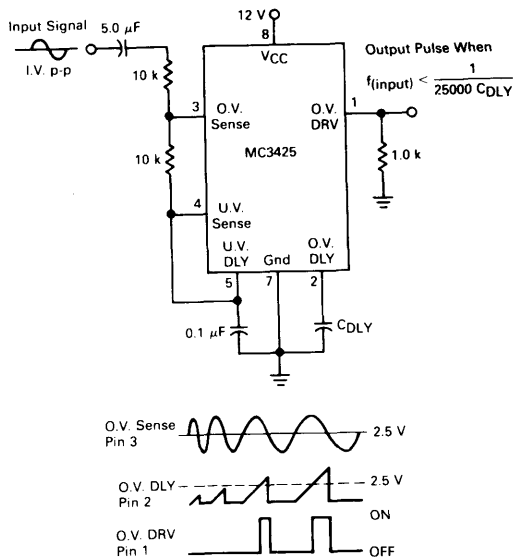 Input Signal
I.V. p-p
5.0 µF
10 k
10 k
12 V
8
VCC
3
O.V.
Sense
O.V.
DRV
1
MC3425
4
U.V.
Sense
U.V.
DLY
Gnd
O.V.
DLY
5
7
2
0.1 µF
CDLY
Output Pulse When
f(input) < 1
25000 CDLY
1.0 k
O.V. Sense
Pin 3
2.5 V
O.V. DLY
Pin 2
2.5 V
O.V. DRV
Pin 1
ON
OFF